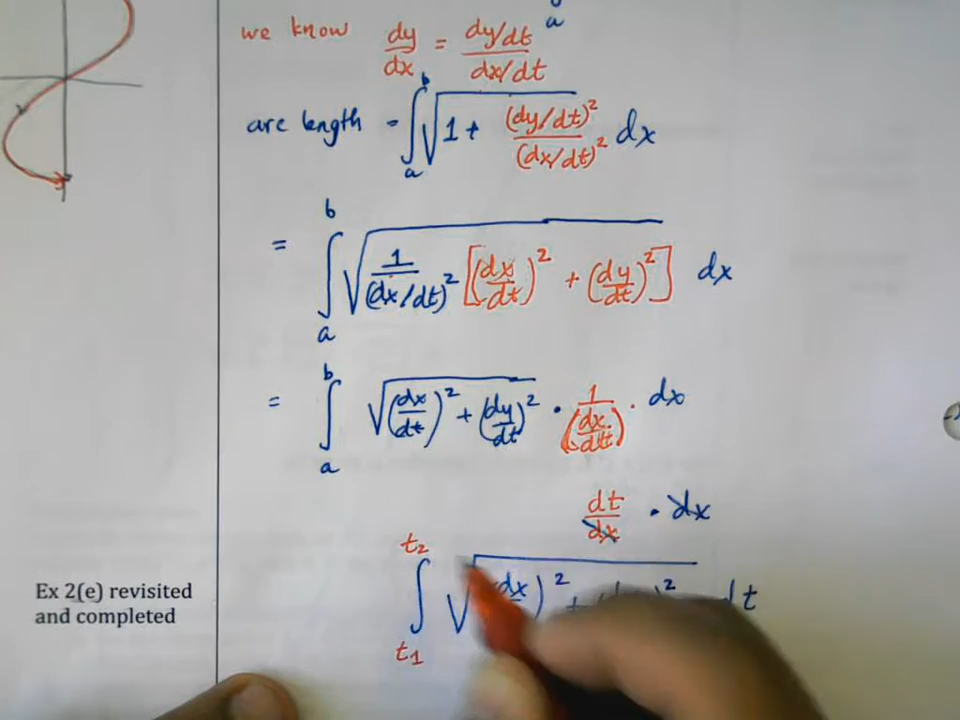 a
we know dy/dx = (dy/dt)/(dx/dt)
arc length = ∫_a^b √(1 + (dy/dt)²/(dx/dt)²) dx
= ∫_a^b √(1/(dx/dt)² [(dx/dt)² + (dy/dt)²]) dx
= ∫_a^b √((dx/dt)² + (dy/dt)²) · 1/(dx/dt) · dx
dt/dx · dx
∫_t1^t2 √ dx )² + )² dt
Ex 2(e) revisited
and completed